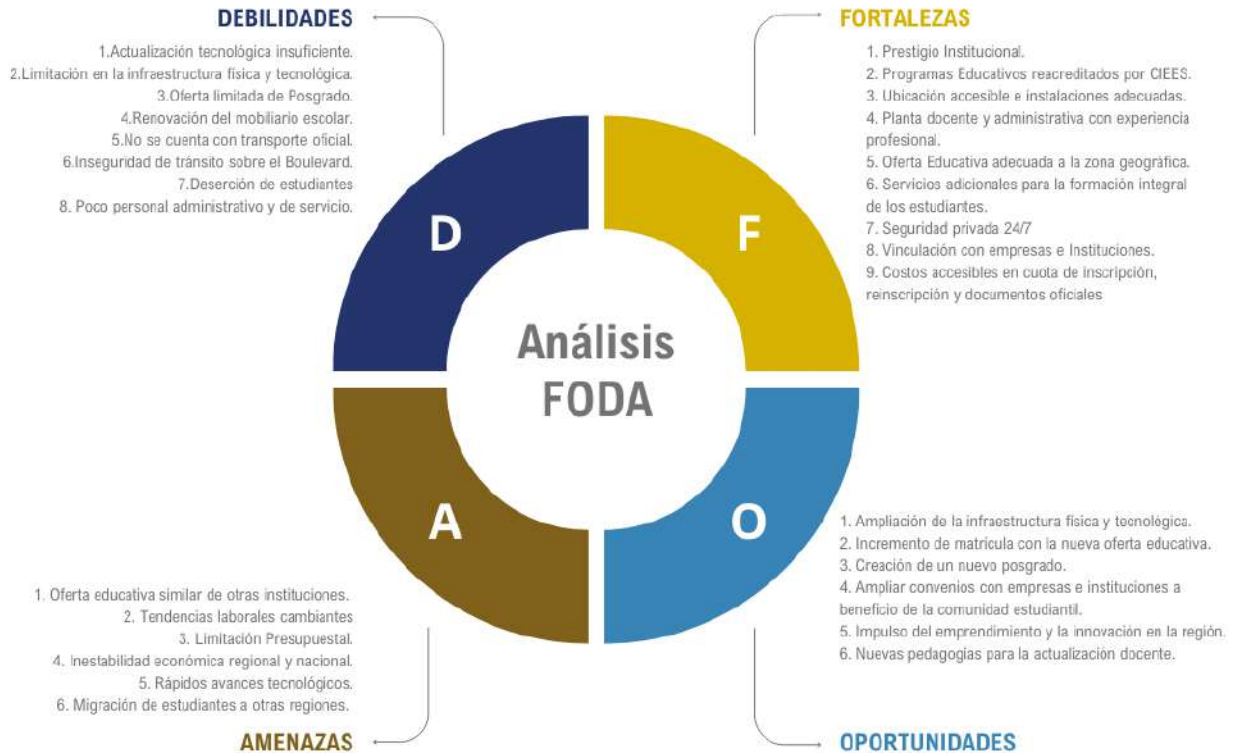 DEBILIDADES
1.Actualización tecnológica insuficiente.
2.Limitación en la infraestructura física y tecnológica.
3.Oferta limitada de Posgrado.
4.Renovación del mobiliario escolar.
5.No se cuenta con transporte oficial.
6.Inseguridad de tránsito sobre el Boulevard.
7.Deserción de estudiantes
8. Poco personal administrativo y de servicio.
FORTALEZAS
1. Prestigio Institucional.
2. Programas Educativos reacreditados por CIEES.
3. Ubicación accesible e instalaciones adecuadas.
4. Planta docente y administrativa con experiencia
profesional.
5. Oferta Educativa adecuada a la zona geográfica.
6. Servicios adicionales para la formación integral
de los estudiantes.
7. Seguridad privada 24/7
8. Vinculación con empresas e Instituciones.
9. Costos accesibles en cuota de inscripción,
reinscripción y documentos oficiales
D
F
Análisis
FODA
A
O
1. Oferta educativa similar de otras instituciones.
2. Tendencias laborales cambiantes
3. Limitación Presupuestal.
4. Inestabilidad económica regional y nacional.
5. Rápidos avances tecnológicos.
6. Migración de estudiantes a otras regiones.
AMENAZAS
1. Ampliación de la infraestructura física y tecnológica.
2. Incremento de matrícula con la nueva oferta educativa.
3. Creación de un nuevo posgrado.
4. Ampliar convenios con empresas e instituciones a
beneficio de la comunidad estudiantil.
5. Impulso del emprendimiento y la innovación en la región.
6. Nuevas pedagogías para la actualización docente.
OPORTUNIDADES